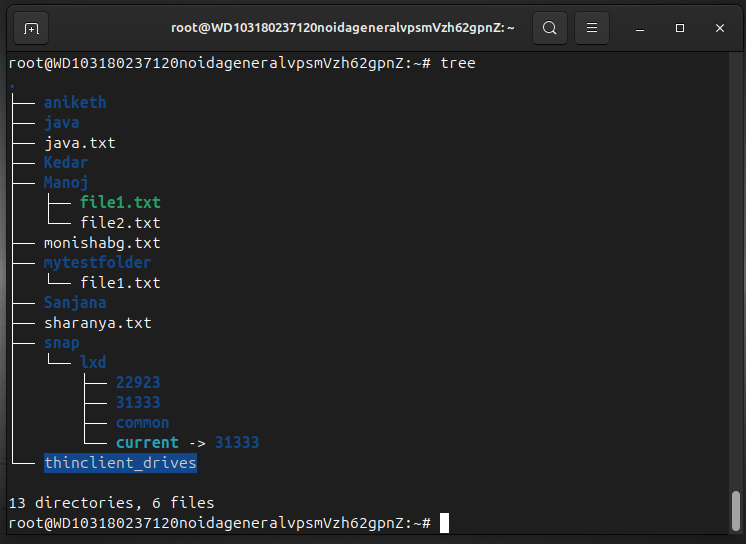 root@WD103180237120noidageneralvpsmVzh62gpnZ: ~
root@WD103180237120noidageneralvpsmVzh62gpnZ:~# tree
.
├── aniketh
├── java
├── java.txt
├── Kedar
├── Manoj
│   ├── file1.txt
│   └── file2.txt
├── monishabg.txt
├── mytestfolder
│   └── file1.txt
├── Sanjana
├── sharanya.txt
├── snap
│   └── lxd
│       ├── 22923
│       ├── 31333
│       ├── common
│       └── current -> 31333
└── thinclient_drives
13 directories, 6 files
root@WD103180237120noidageneralvpsmVzh62gpnZ:~#